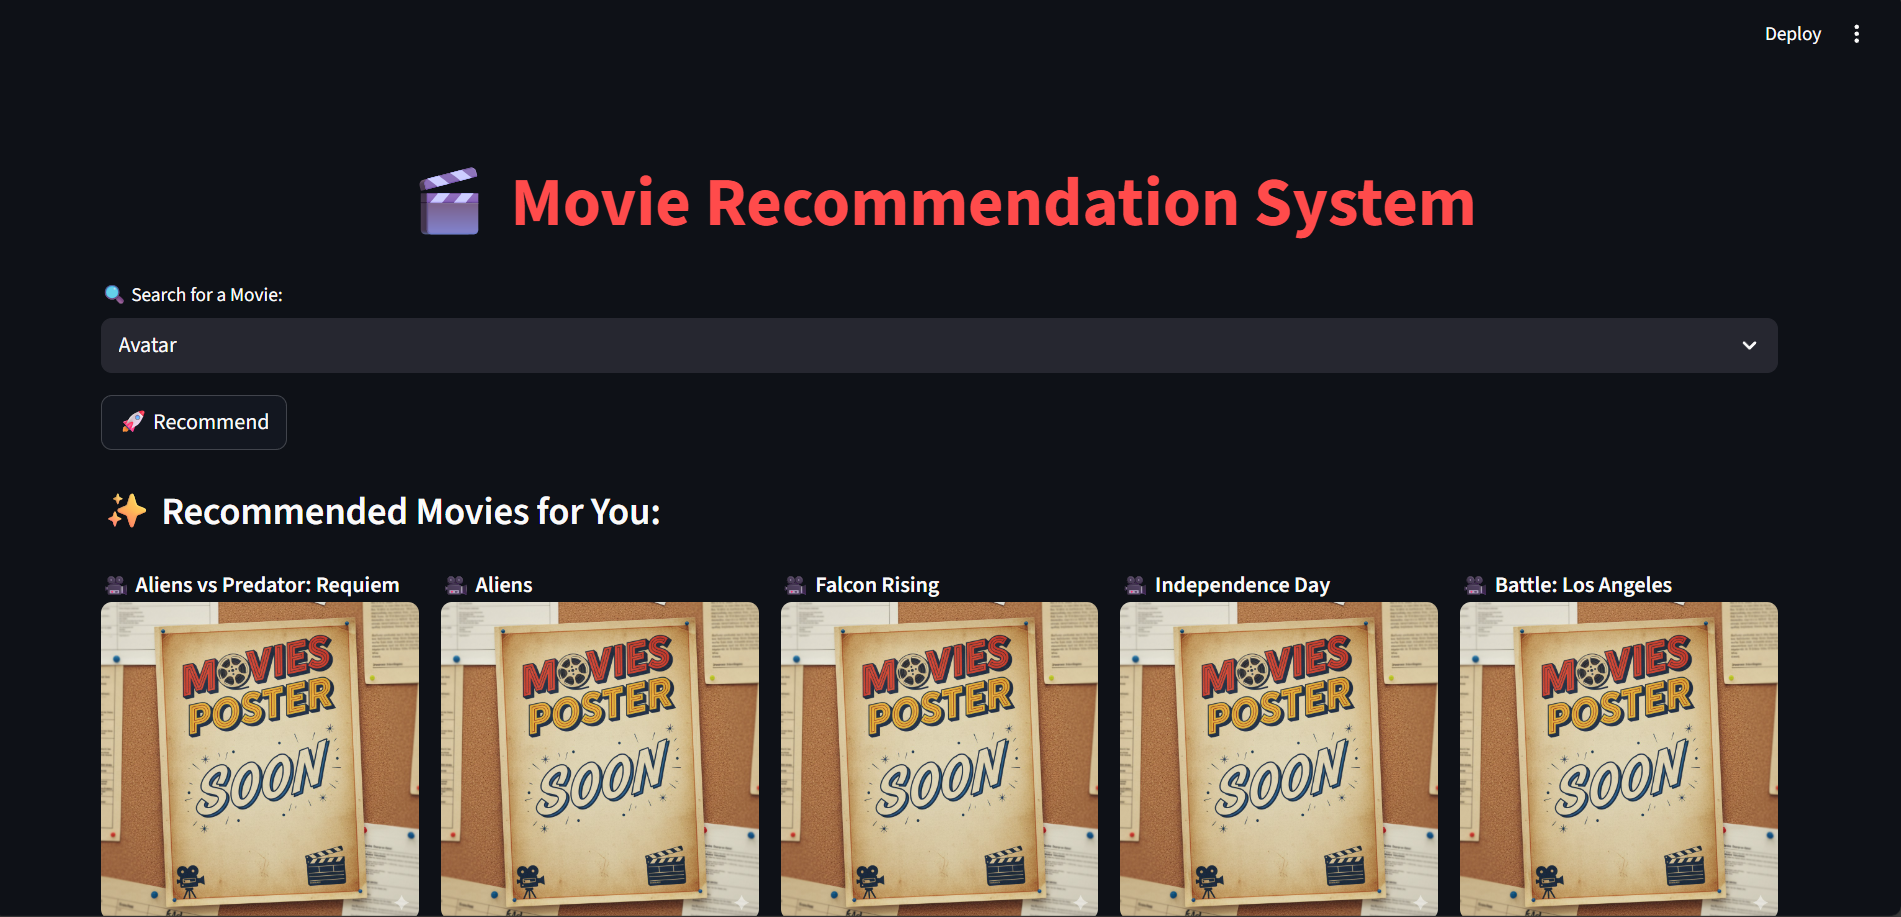 Deploy
Movie Recommendation System
Search for a Movie:
Avatar
Recommend
Recommended Movies for You:
Aliens vs Predator: Requiem
Aliens
Falcon Rising
Independence Day
Battle: Los Angeles
MOVIES
POSTER
SOON
MOVIES
POSTER
SOON
MOVIES
POSTER
SOON
MOVIES
POSTER
SOON
MOVIES
POSTER
SOON